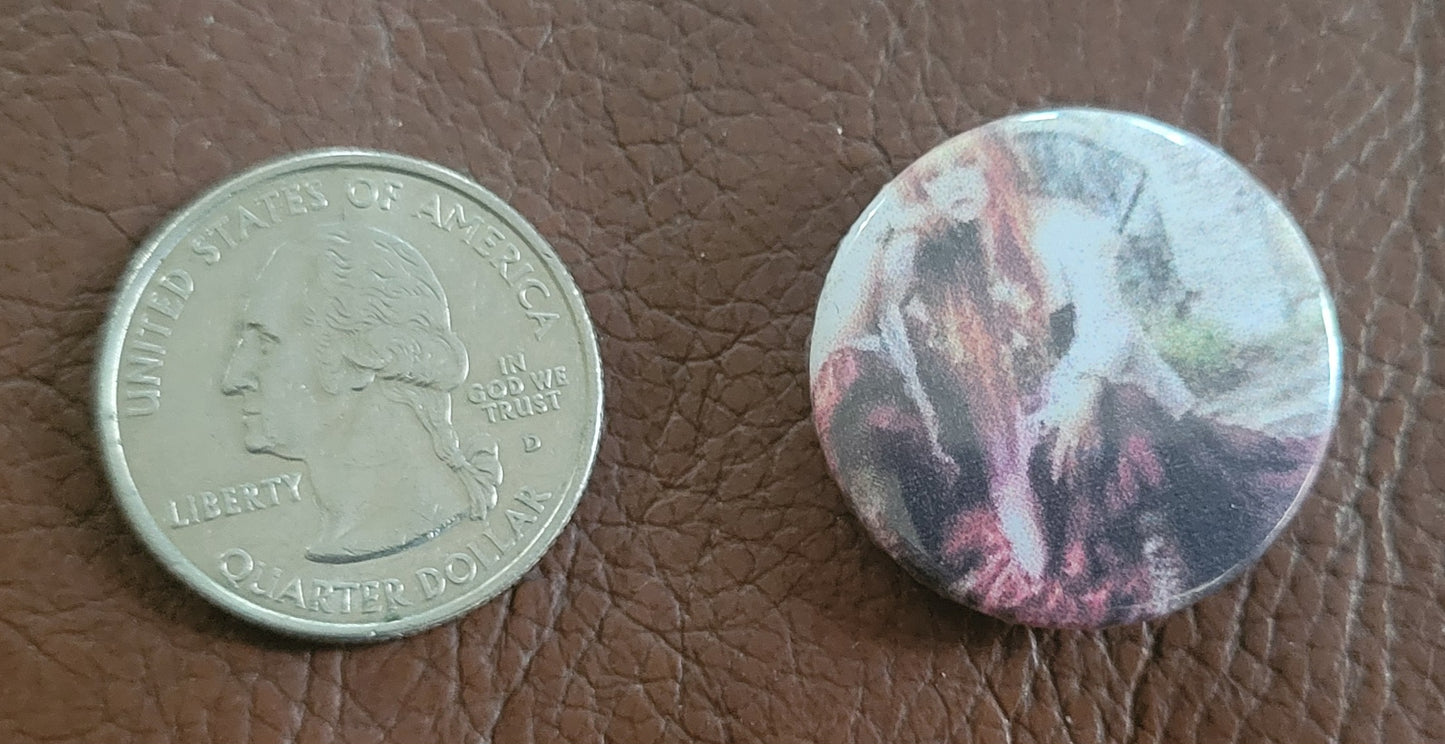 UNITED STATES OF AMERICA
IN
GOD WE
TRUST
D
LIBERTY
QUARTER DOLLAR